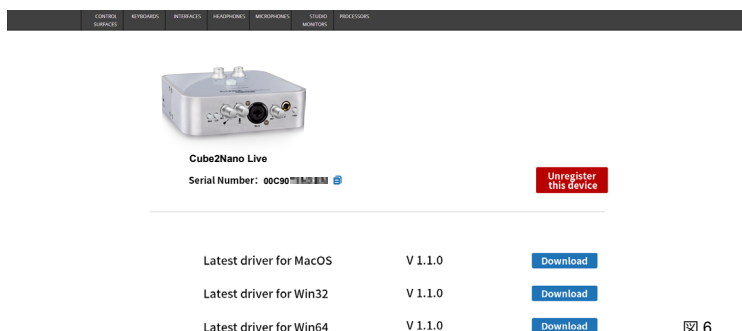 CONTROL SURFACES
KEYBOARDS
INTERFACES
HEADPHONES
MICROPHONES
STUDIO MONITORS
PROCESSORS
Cube2Nano Live
Serial Number: 00C90
Unregister
this device
Latest driver for MacOS V 1.1.0 Download
Latest driver for Win32 V 1.1.0 Download
Latest driver for Win64 V 1.1.0 Download
図 6